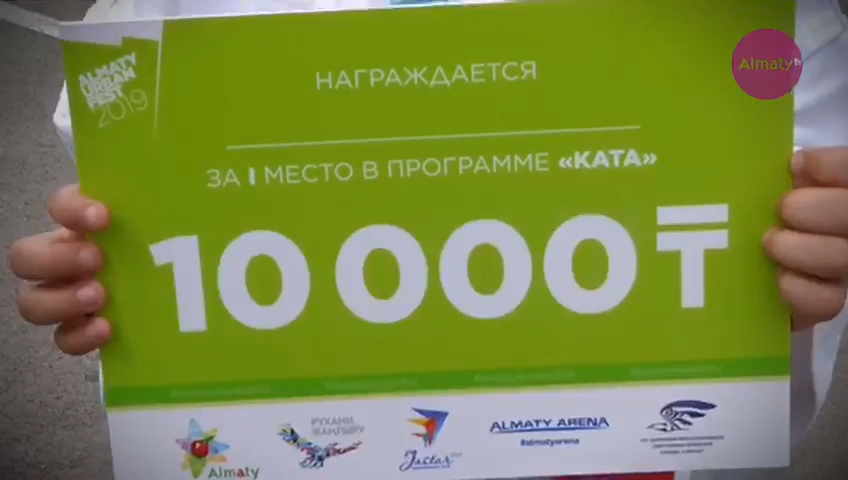 Almaty tv
ALMATY
URBAN
FEST
2019
НАГРАЖДАЕТСЯ
ЗА I МЕСТО В ПРОГРАММЕ «КАТА»
10 000 ₸
Almaty
РУХАНИ
ЖАҢҒЫРУ
Jastar
ALMATY ARENA
#almatyarena